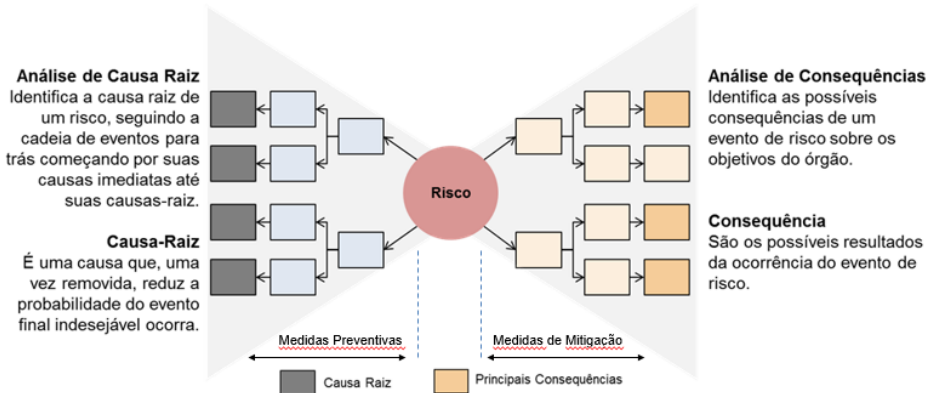 Análise de Causa Raiz
Identifica a causa raiz de
um risco, seguindo a
cadeia de eventos para
trás começando por suas
causas imediatas até
suas causas-raiz.
Causa-Raiz
É uma causa que, uma
vez removida, reduz a
probabilidade do evento
final indesejável ocorra.
Risco
Análise de Consequências
Identifica as possíveis
consequências de um
evento de risco sobre os
objetivos do órgão.
Consequência
São os possíveis resultados
da ocorrência do evento de
risco.
Medidas Preventivas
Medidas de Mitigação
Causa Raiz
Principais Consequências